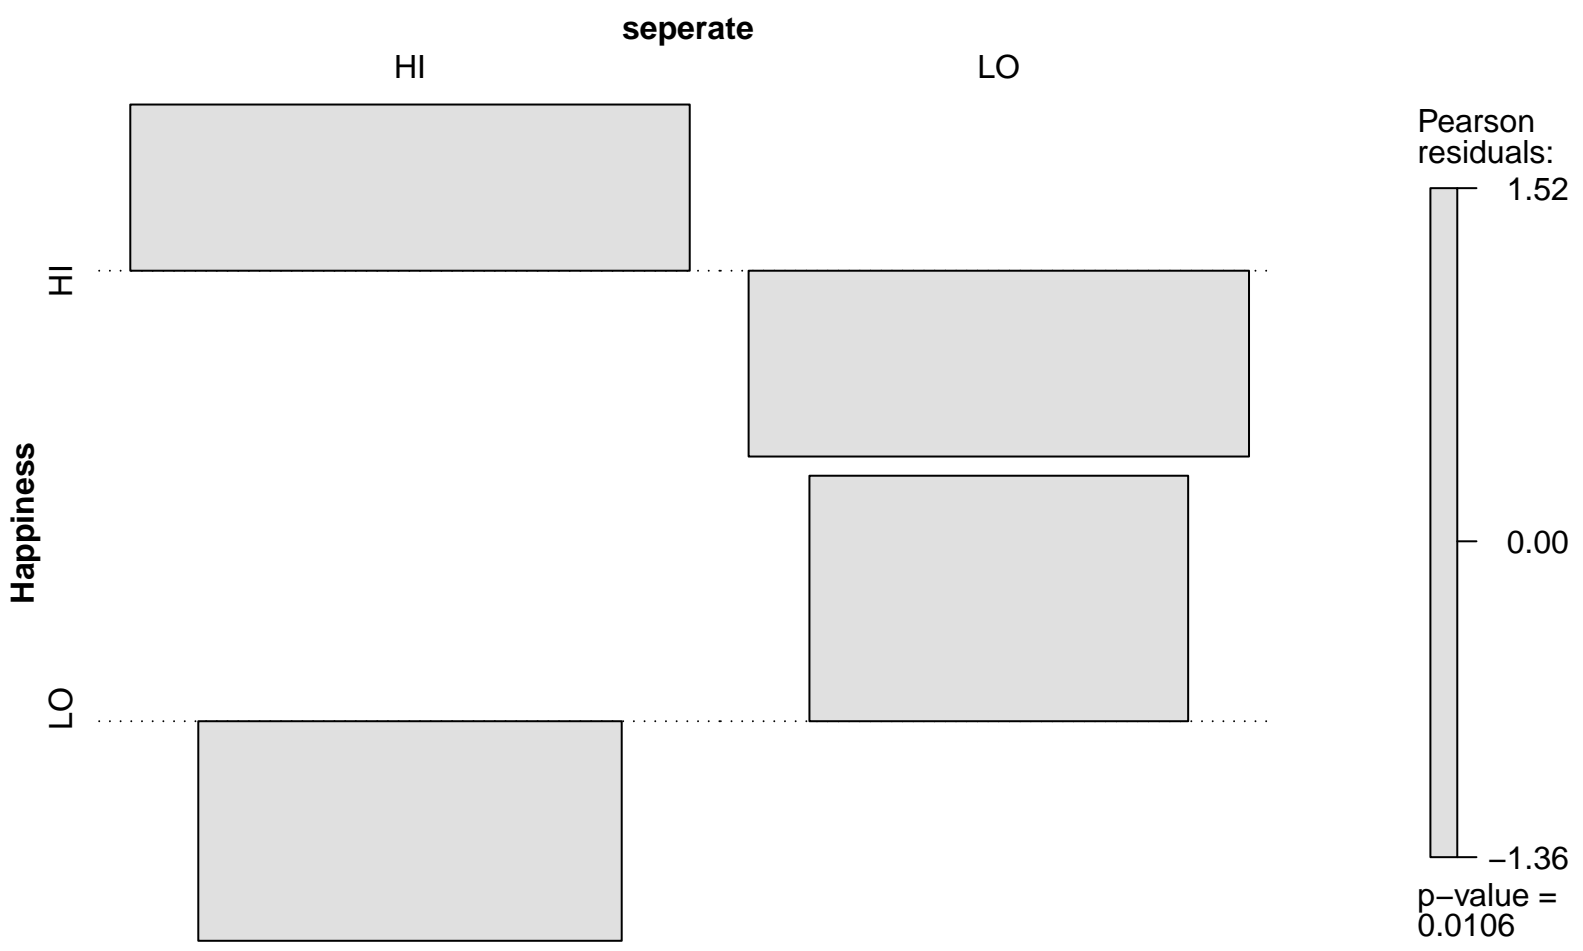 seperate
HI
LO
Happiness
HI
LO
Pearson
residuals:
1.52
0.00
−1.36
p−value =
0.0106